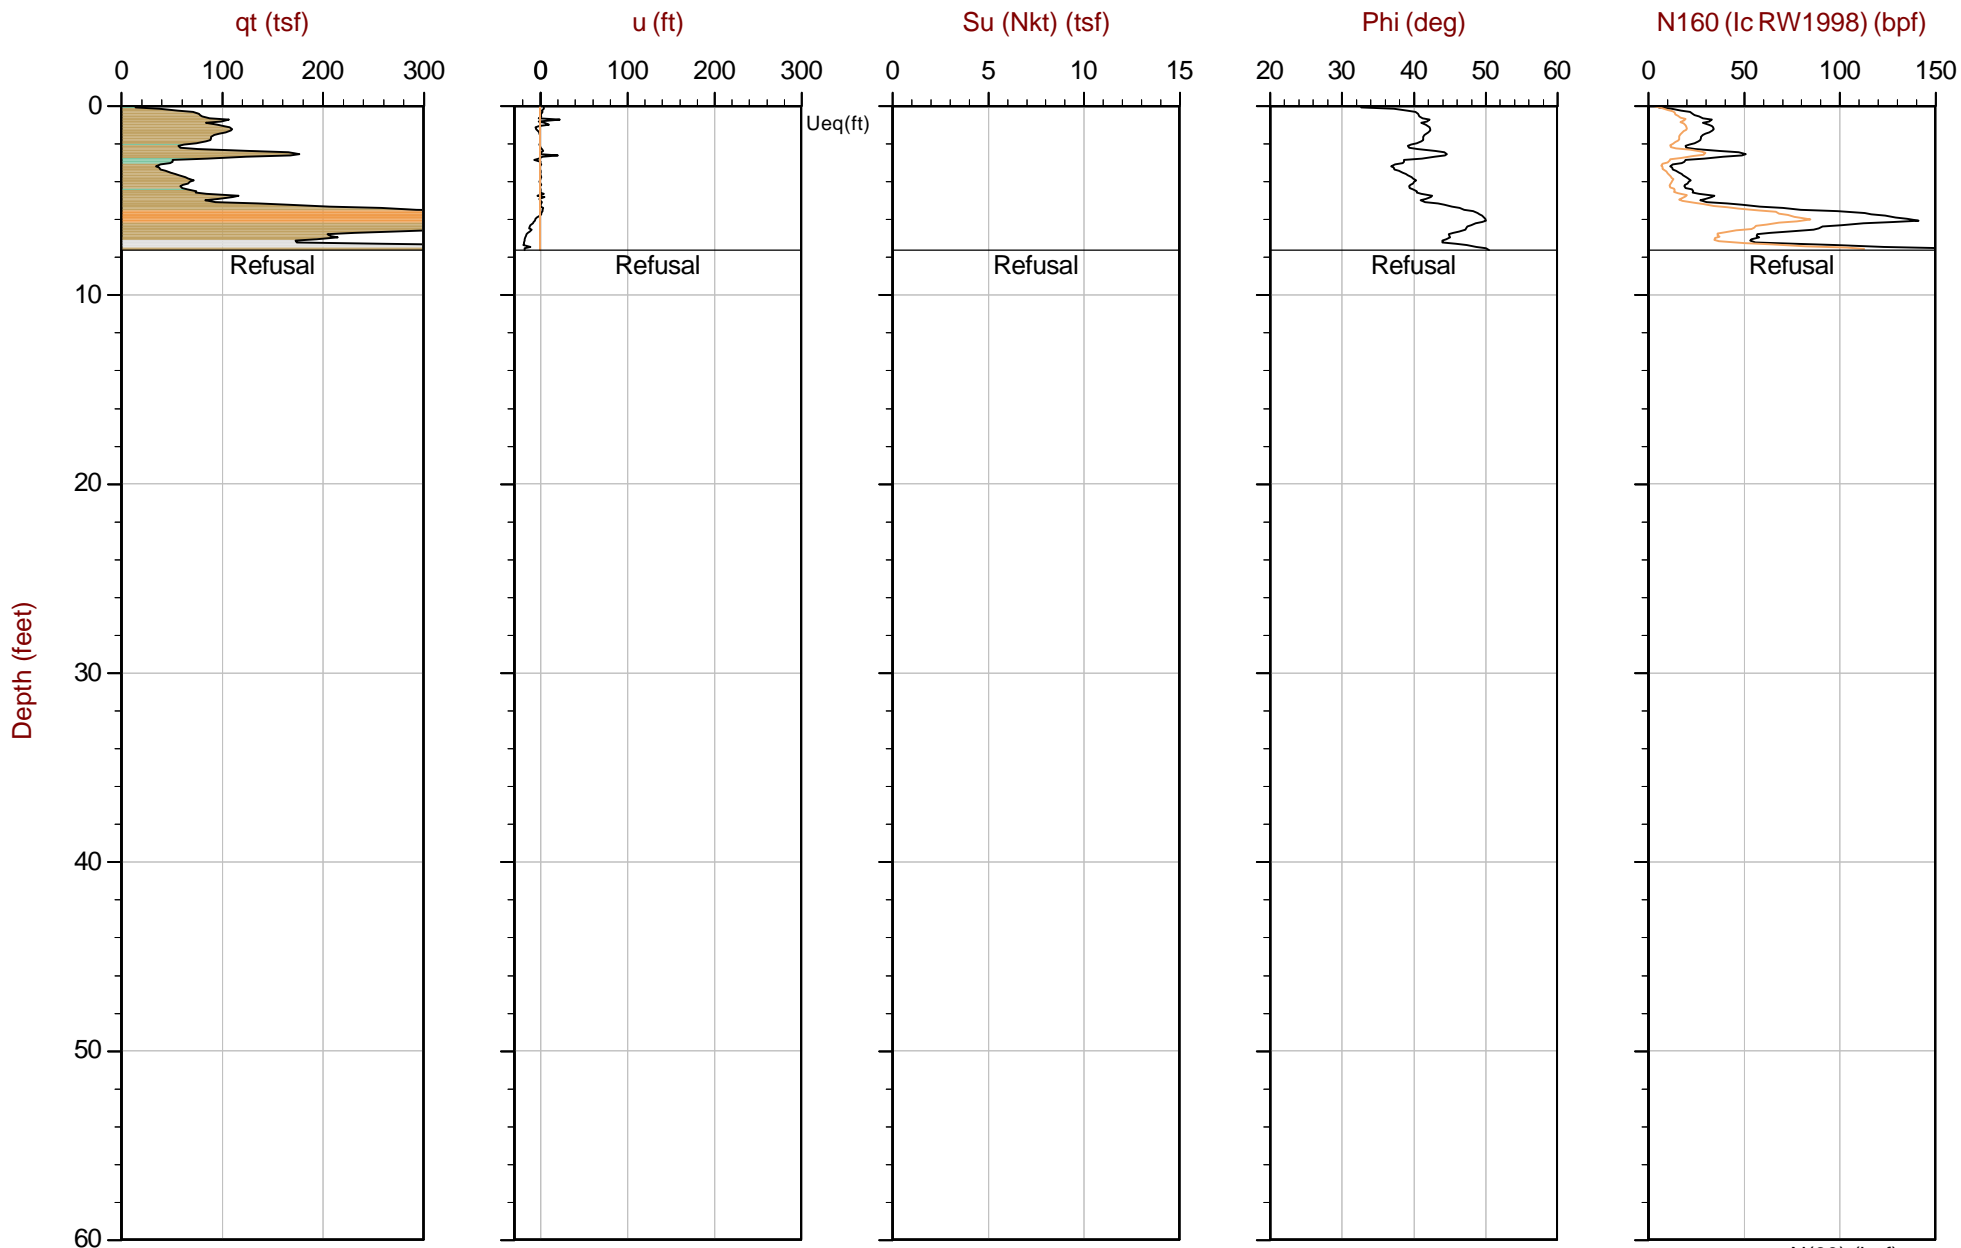 qt (tsf) u (ft) Su (Nkt) (tsf) Phi (deg) N160 (Ic RW1998) (bpf)
0 100 200 300 0 100 200 300 0 5 10 15 20 30 40 50 60 0 50 100 150
0
Ueq(ft)
Refusal Refusal Refusal Refusal Refusal
10
20
30
Depth (feet)
40
50
60